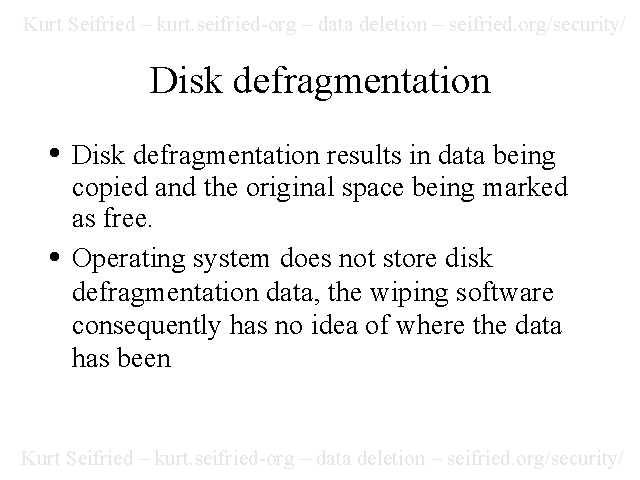 Kurt Seifried – kurt.seifried-org – data deletion – seifried.org/security/
Disk defragmentation
• Disk defragmentation results in data being
copied and the original space being marked
as free.
• Operating system does not store disk
defragmentation data, the wiping software
consequently has no idea of where the data
has been
Kurt Seifried – kurt.seifried-org – data deletion – seifried.org/security/